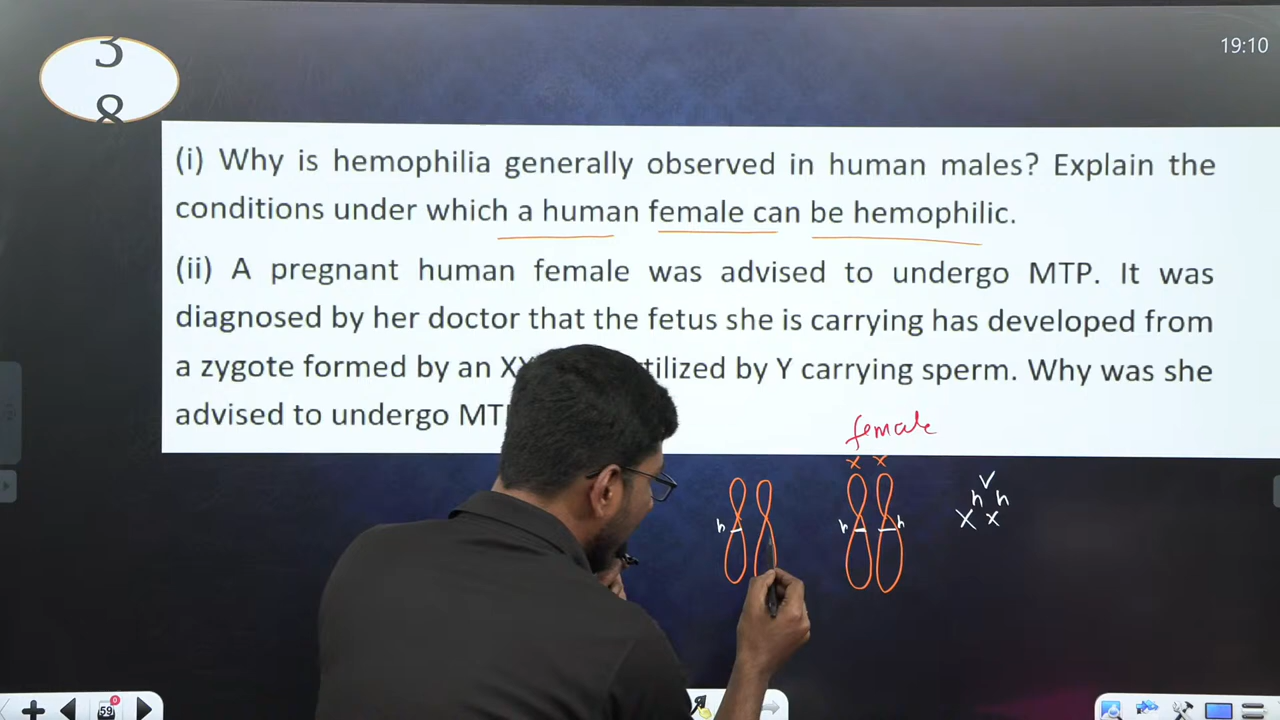 19:10
3
8
(i) Why is hemophilia generally observed in human males? Explain the
conditions under which a human female can be hemophilic.
(ii) A pregnant human female was advised to undergo MTP. It was
diagnosed by her doctor that the fetus she is carrying has developed from
a zygote formed by an by Y carrying sperm. Why was she
advised to undergo
female
x x
h
h h
h h
X X
59